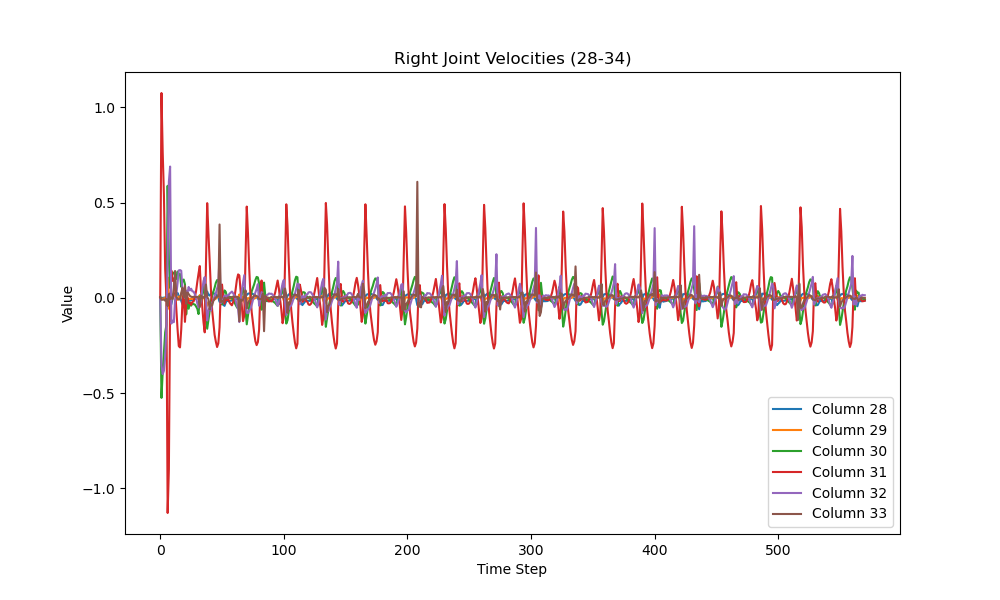 Right Joint Velocities (28-34)
Value
1.0
0.5
0.0
−0.5
−1.0
0 100 200 300 400 500
Time Step
Column 28
Column 29
Column 30
Column 31
Column 32
Column 33